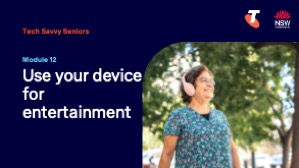 Tech Savvy Seniors
NSW
Module 12
Use your device
for
entertainment